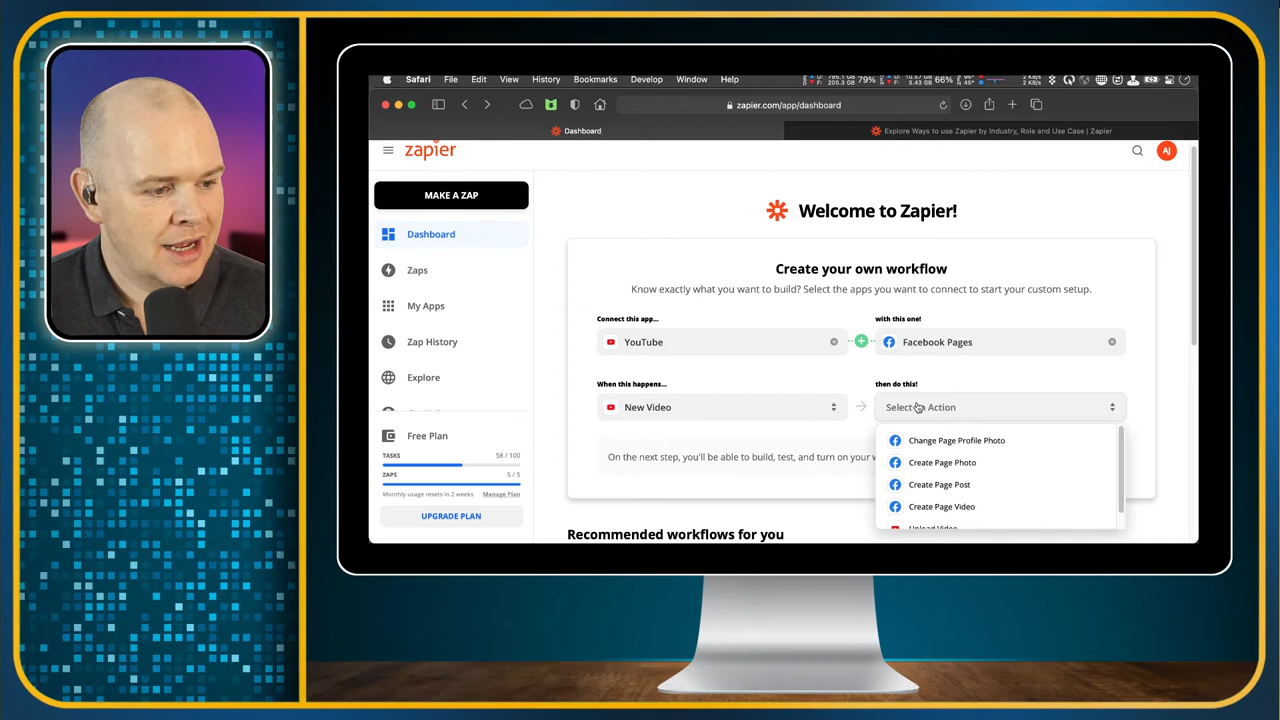 Safari File Edit View History Bookmarks Develop Window Help
79% 66%
zapier.com/app/dashboard
Dashboard
Explore Ways to use Zapier by Industry, Role and Use Case | Zapier
zapier
AJ
MAKE A ZAP
Dashboard
Zaps
My Apps
Zap History
Explore
Free Plan
TASKS 58 / 100
ZAPS 5 / 5
Monthly usage resets in 2 weeks Manage Plan
UPGRADE PLAN
Welcome to Zapier!
Create your own workflow
Know exactly what you want to build? Select the apps you want to connect to start your custom setup.
Connect this app...
YouTube
with this one!
Facebook Pages
When this happens...
New Video
then do this!
Select an Action
Change Page Profile Photo
Create Page Photo
Create Page Post
Create Page Video
Upload Video
On the next step, you'll be able to build, test, and turn on your
Recommended workflows for you